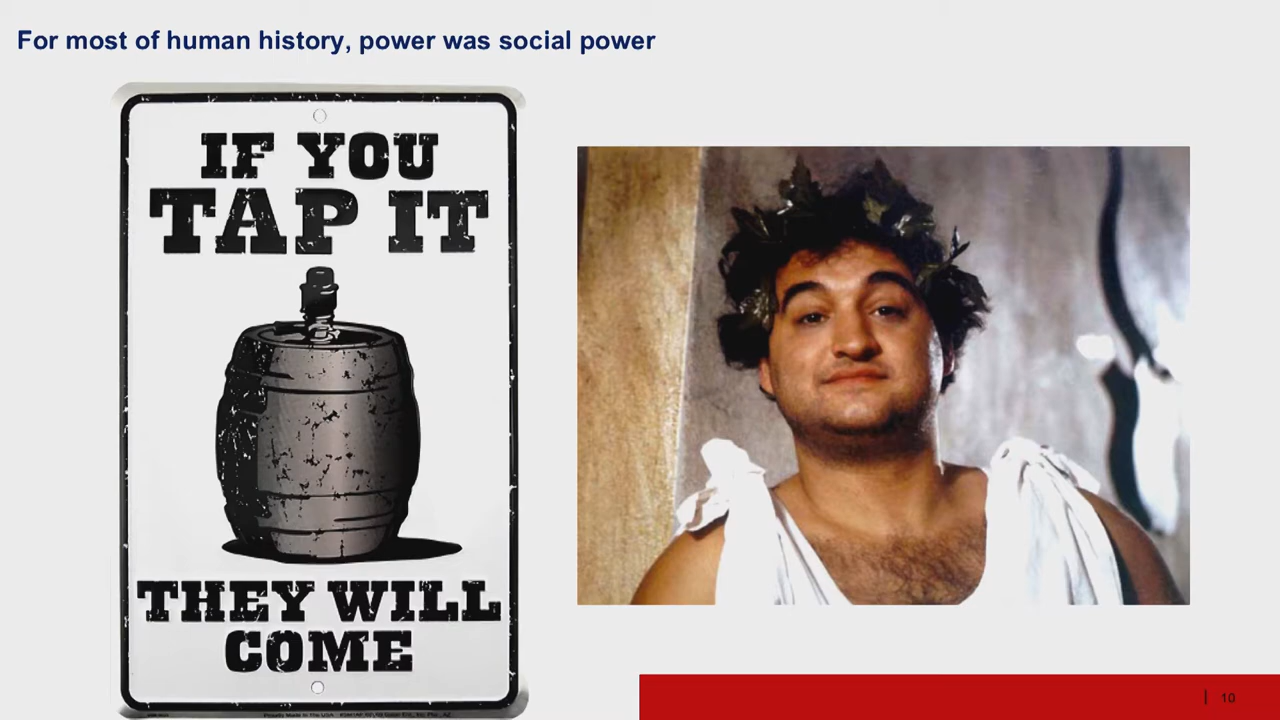 For most of human history, power was social power
IF YOU
TAP IT
THEY WILL
COME
10